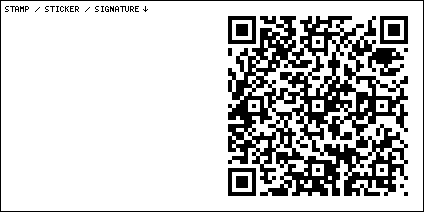 STAMP / STICKER / SIGNATURE ↓